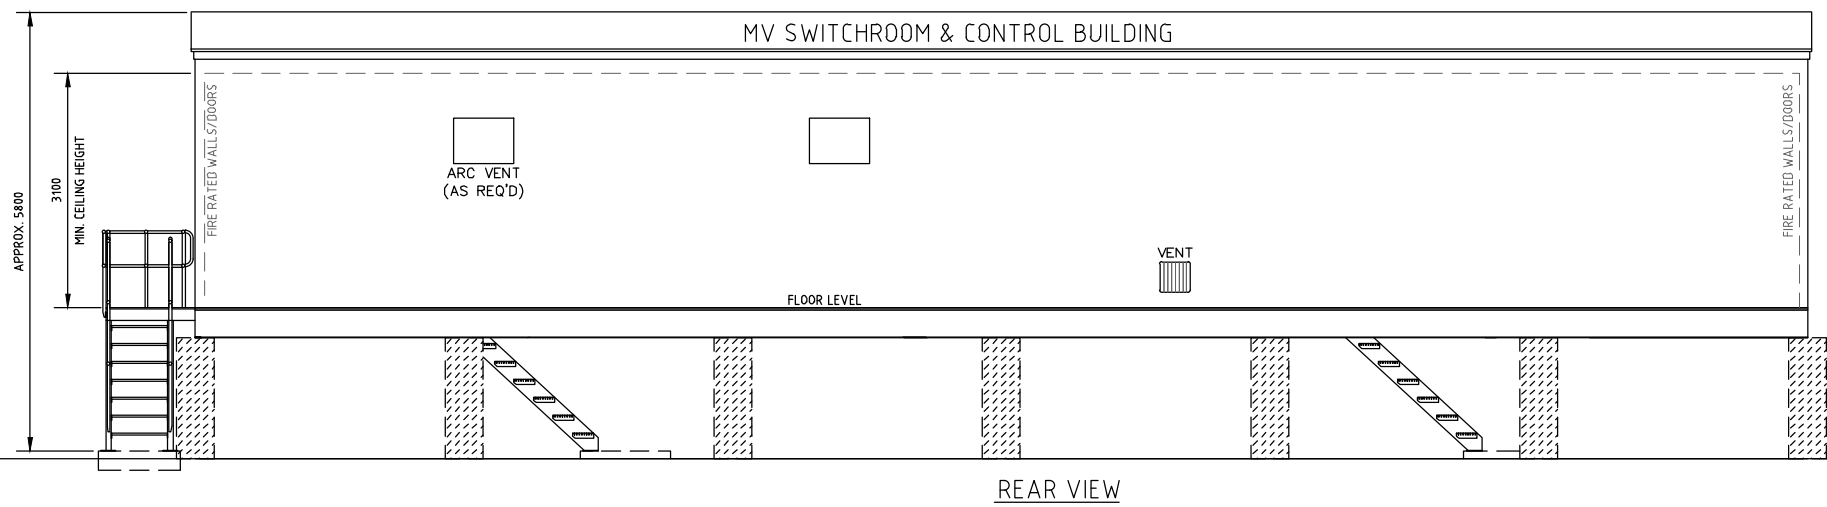 MV SWITCHROOM & CONTROL BUILDING
APPROX. 5800
3100
MIN. CEILING HEIGHT
FIRE RATED WALLS/DOORS
ARC VENT
(AS REQ'D)
VENT
FLOOR LEVEL
FIRE RATED WALLS/DOORS
REAR VIEW